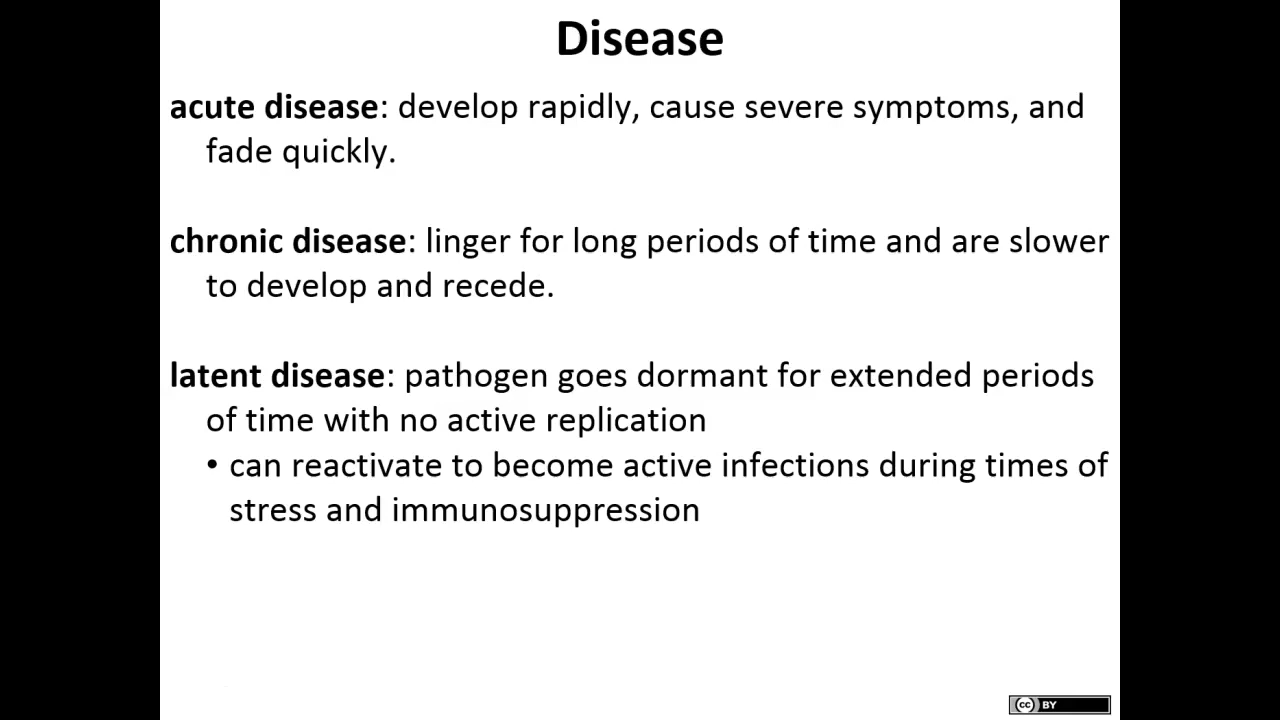 Disease
acute disease: develop rapidly, cause severe symptoms, and
fade quickly.
chronic disease: linger for long periods of time and are slower
to develop and recede.
latent disease: pathogen goes dormant for extended periods
of time with no active replication
• can reactivate to become active infections during times of
stress and immunosuppression
cc BY